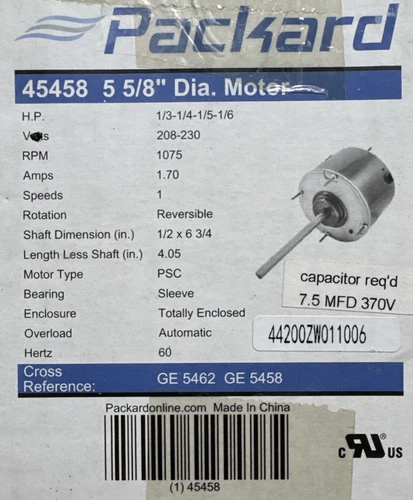 Packard
45458 5 5/8" Dia. Motor
H.P. 1/3-1/4-1/5-1/6
Volts 208-230
RPM 1075
Amps 1.70
Speeds 1
Rotation Reversible
Shaft Dimension (in.) 1/2 x 6 3/4
Length Less Shaft (in.) 4.05
Motor Type PSC
Bearing Sleeve
Enclosure Totally Enclosed
Overload Automatic
Hertz 60
capacitor req'd
7.5 MFD 370V
44200ZW011006
Cross
Reference: GE 5462 GE 5458
Packardonline.com Made In China
(1) 45458
c RU US